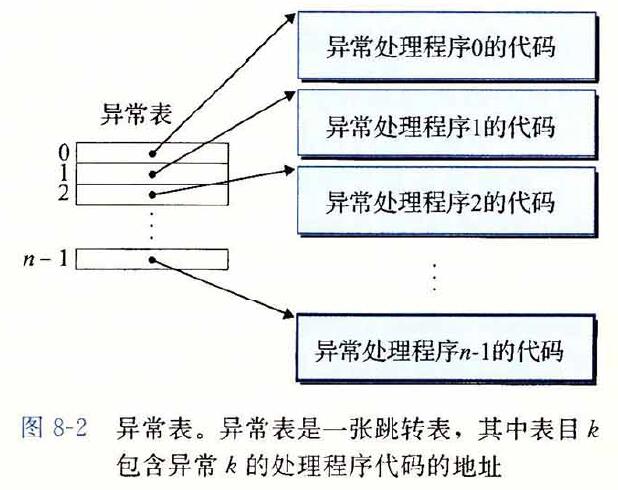 异常处理程序0的代码
异常表
异常处理程序1的代码
0
1
2
异常处理程序2的代码
n－1
异常处理程序n-1的代码
图 8-2 异常表。异常表是一张跳转表，其中表目 k
包含异常 k 的处理程序代码的地址